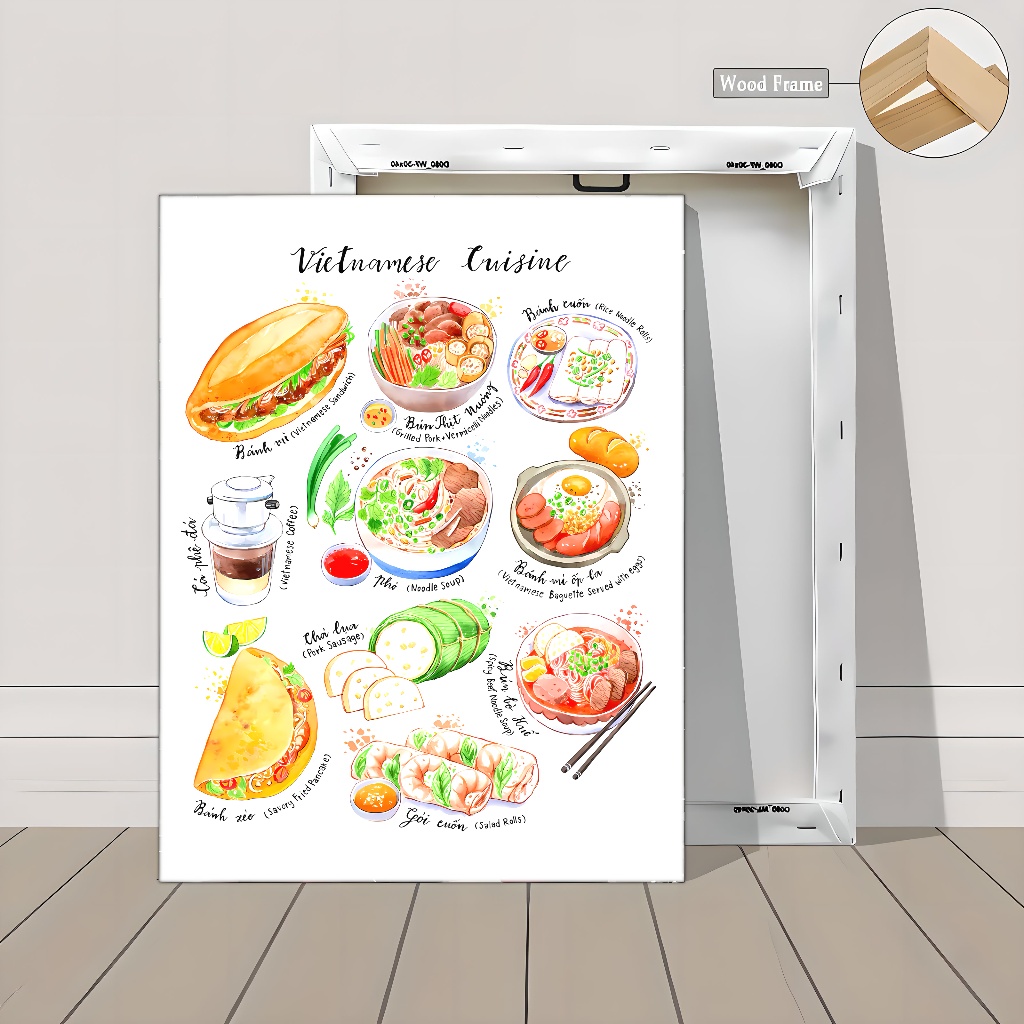 Wood Frame
Vietnamese Cuisine
Bánh cuốn (Rice Noodle Rolls)
Bánh mì (Vietnamese Sandwich)
Bún Thịt Nướng
(Grilled Pork+Vermicelli Noodles)
Cà phê đá
(Vietnamese Coffee)
Phở (Noodle Soup)
Bánh mì ốp la
(Vietnamese Baguette Served with eggs)
Chả lụa
(Pork Sausage)
Bún bò Huế
(Spicy Beef Noodle Soup)
Bánh xèo (Savory Fried Pancake)
Gỏi cuốn (Salad Rolls)